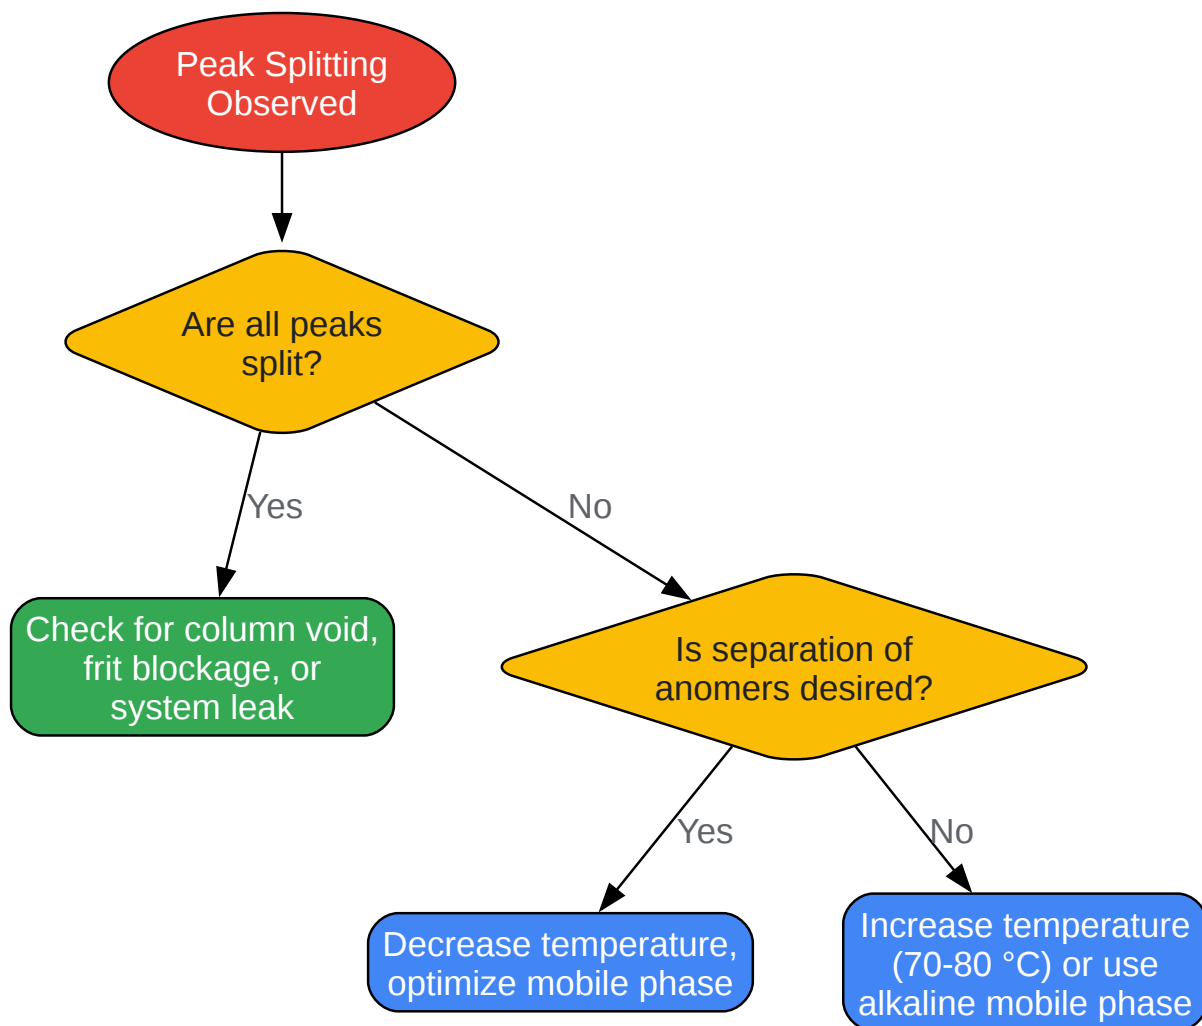 Peak Splitting
Observed
Are all peaks
split?
Yes
No
Check for column void,
frit blockage, or
system leak
Is separation of
anomers desired?
Yes
No
Decrease temperature,
optimize mobile phase
Increase temperature
(70-80 °C) or use
alkaline mobile phase